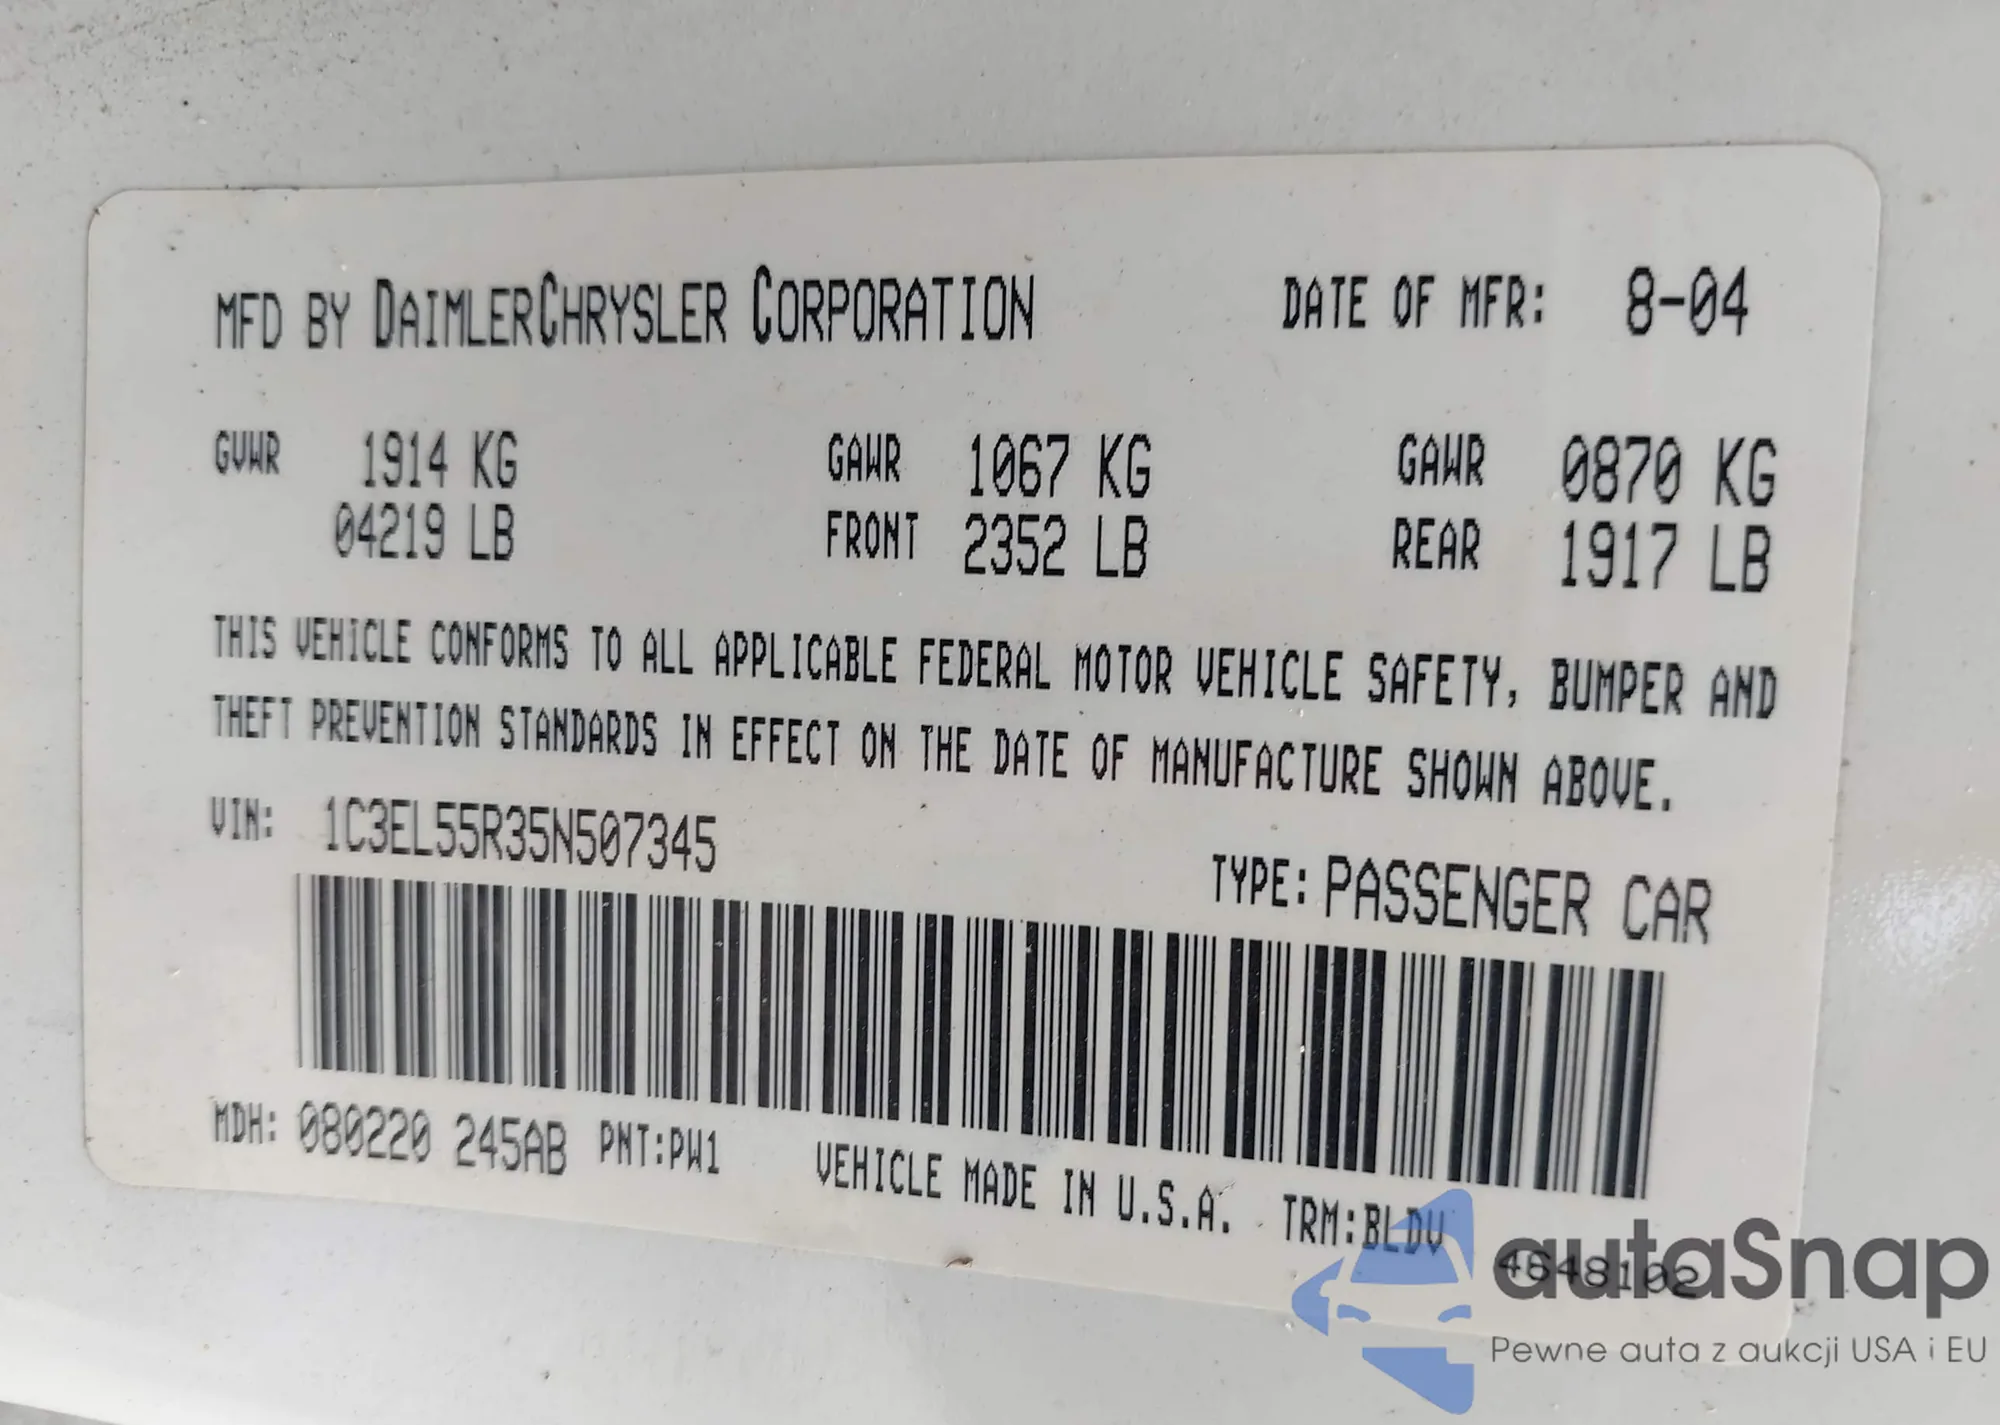 MFD BY DAIMLERCHRYSLER CORPORATION DATE OF MFR: 8-04
GVWR 1914 KG GAWR 1067 KG GAWR 0870 KG
04219 LB FRONT 2352 LB REAR 1917 LB
THIS VEHICLE CONFORMS TO ALL APPLICABLE FEDERAL MOTOR VEHICLE SAFETY, BUMPER AND
THEFT PREVENTION STANDARDS IN EFFECT ON THE DATE OF MANUFACTURE SHOWN ABOVE.
VIN: 1C3EL55R35N507345
TYPE: PASSENGER CAR
MDH: 080220 245AB PNT:PW1 VEHICLE MADE IN U.S.A. TRM:BLDV
autaSnap
Pewne auta z aukcji USA i EU